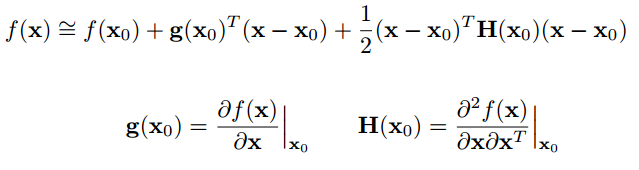 f(𝐱) ≅ f(𝐱₀) + 𝐠(𝐱₀)ᵀ(𝐱 − 𝐱₀) + ½(𝐱 − 𝐱₀)ᵀ𝐇(𝐱₀)(𝐱 − 𝐱₀)
𝐠(𝐱₀) = ∂f(𝐱)/∂𝐱 |𝐱₀    𝐇(𝐱₀) = ∂²f(𝐱)/∂𝐱∂𝐱ᵀ |𝐱₀